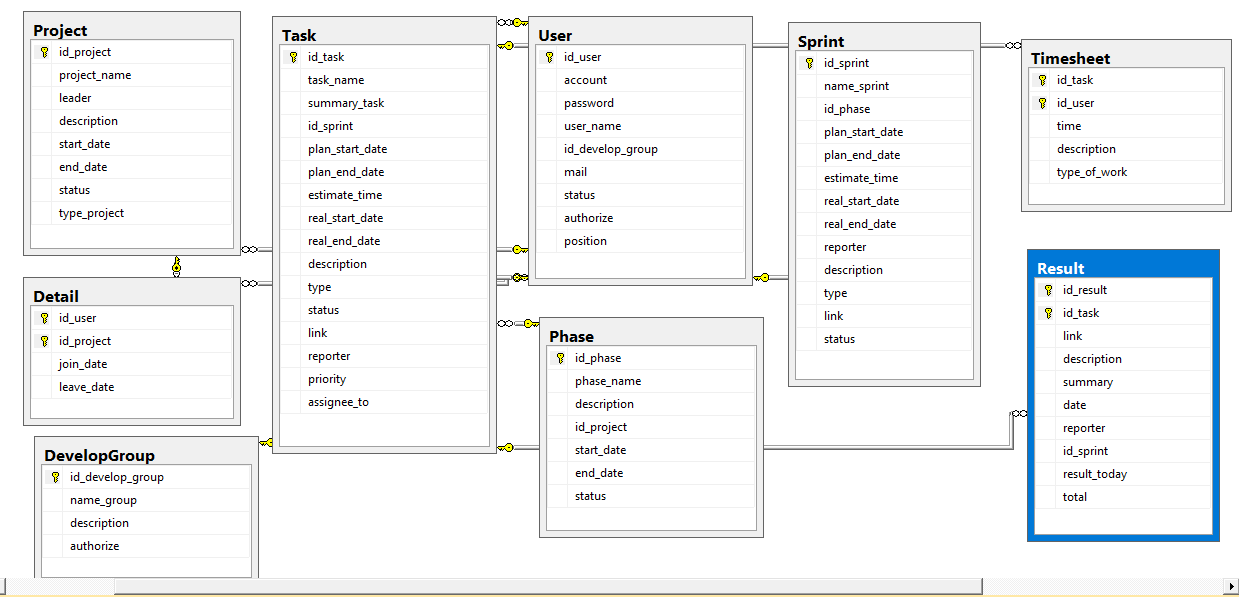 Project
id_project
project_name
leader
description
start_date
end_date
status
type_project
Detail
id_user
id_project
join_date
leave_date
DevelopGroup
id_develop_group
name_group
description
authorize
Task
id_task
task_name
summary_task
id_sprint
plan_start_date
plan_end_date
estimate_time
real_start_date
real_end_date
description
type
status
link
reporter
priority
assignee_to
User
id_user
account
password
user_name
id_develop_group
mail
status
authorize
position
Phase
id_phase
phase_name
description
id_project
start_date
end_date
status
Sprint
id_sprint
name_sprint
id_phase
plan_start_date
plan_end_date
estimate_time
real_start_date
real_end_date
reporter
description
type
link
status
Timesheet
id_task
id_user
time
description
type_of_work
Result
id_result
id_task
link
description
summary
date
reporter
id_sprint
result_today
total